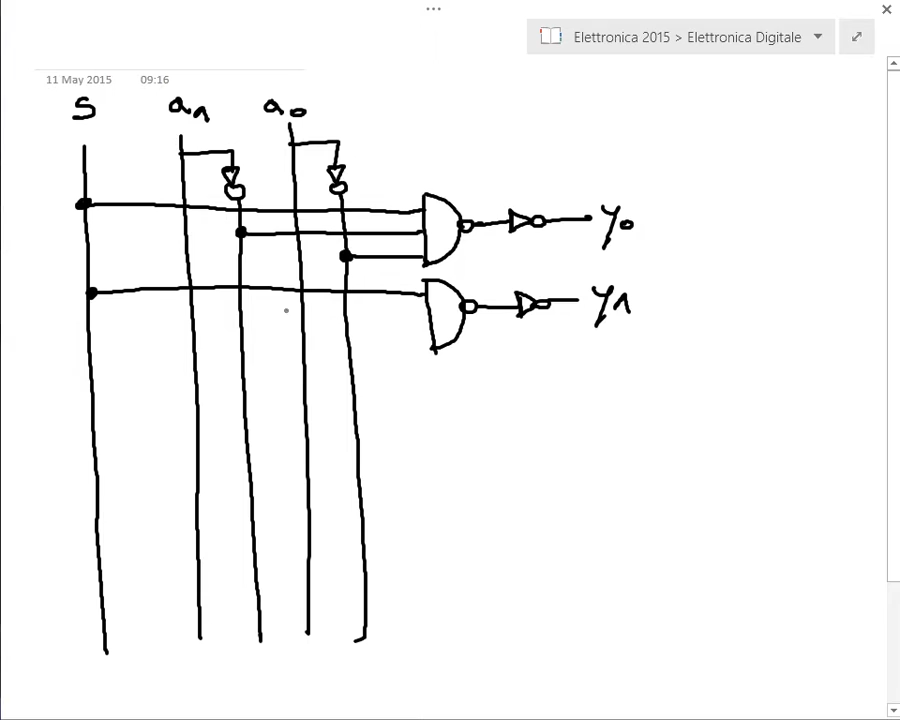 Elettronica 2015 > Elettronica Digitale
11 May 2015 09:16
S a1 a0
y0
y1